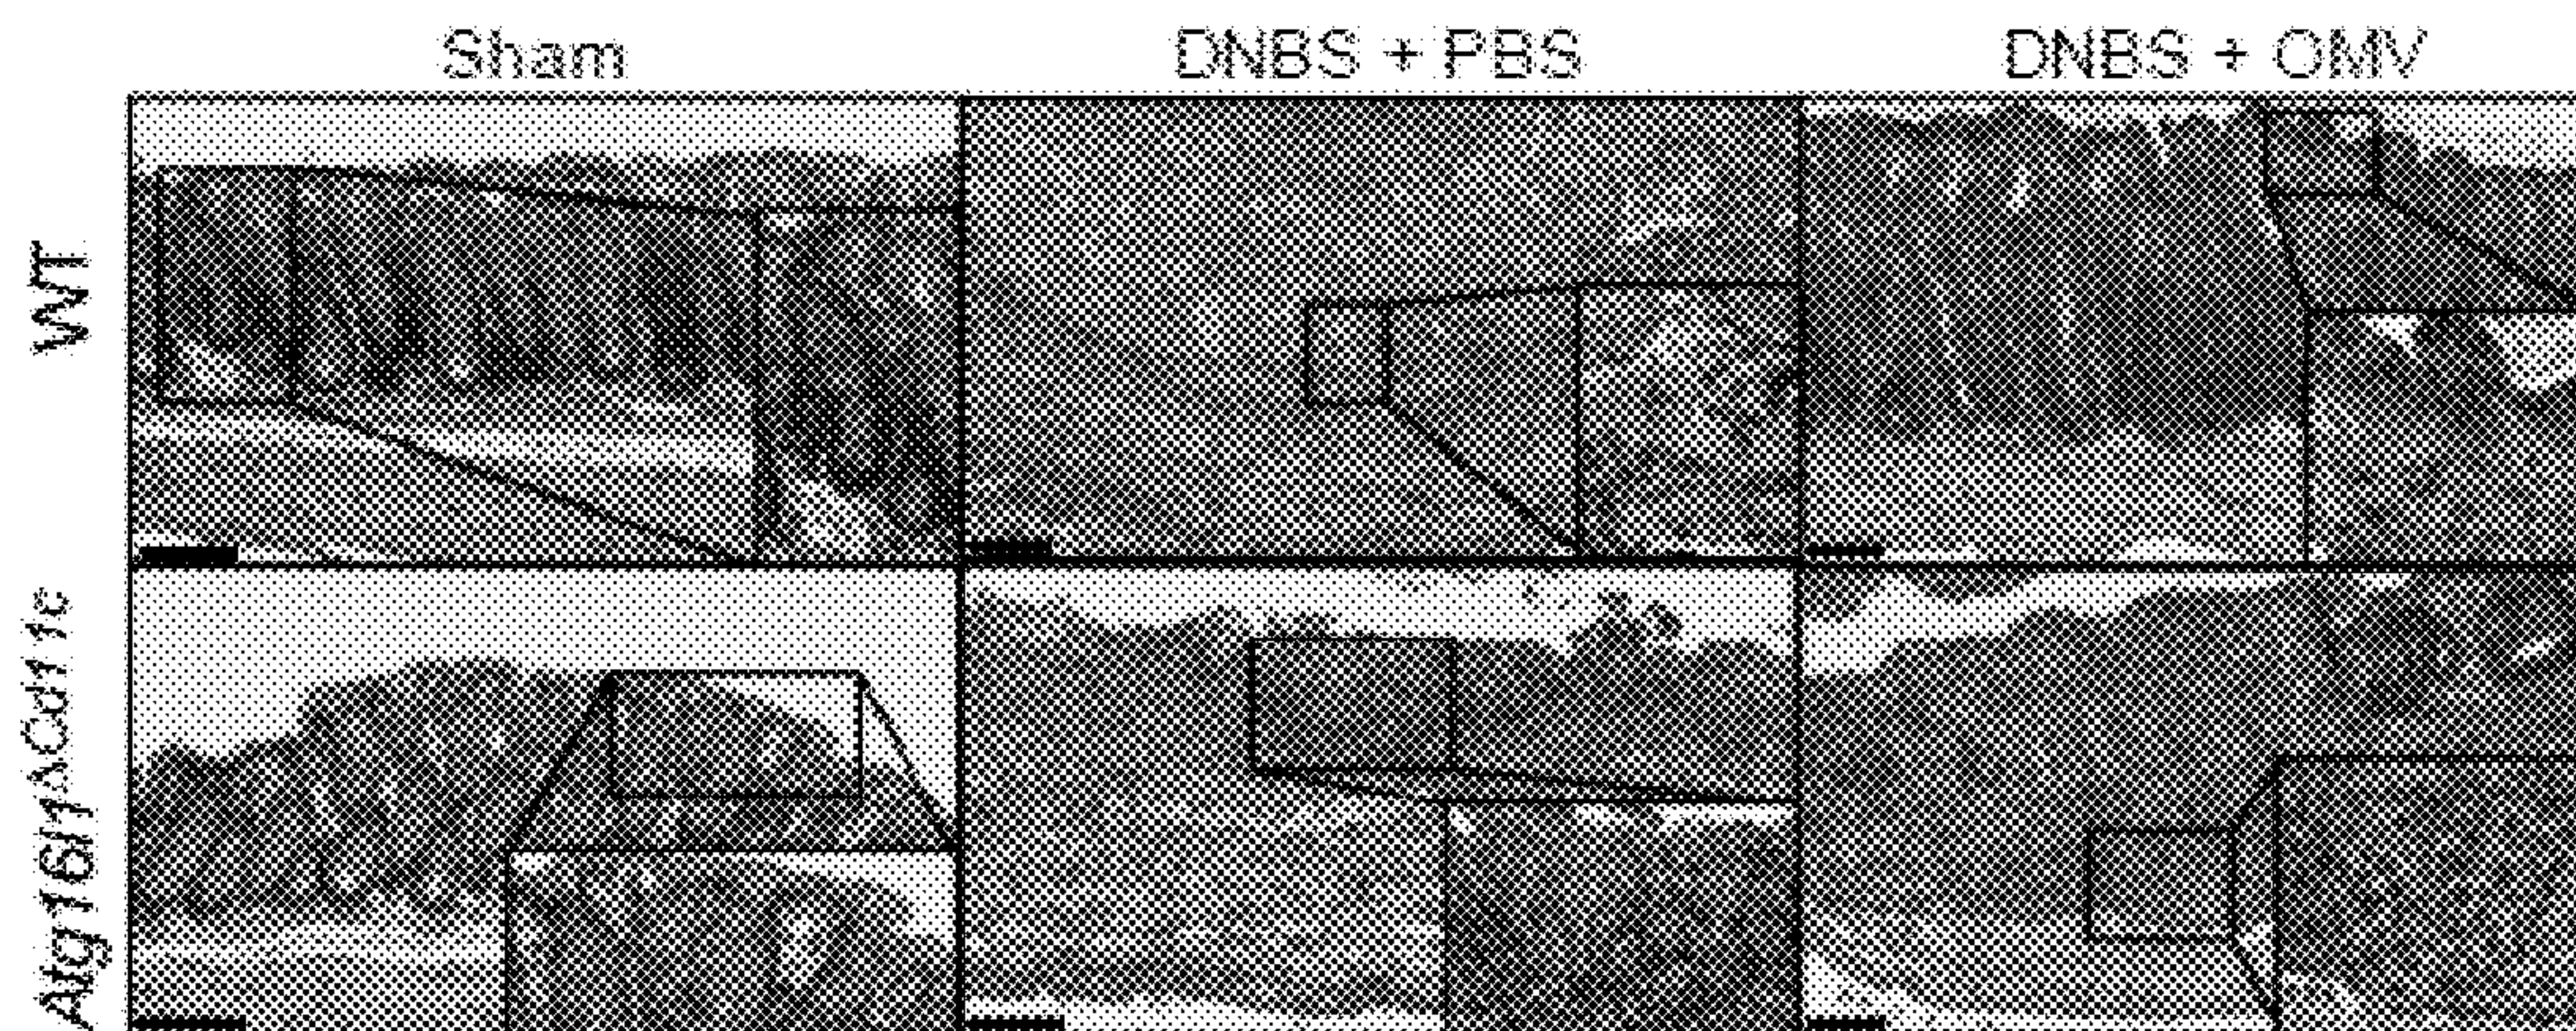 Sham DNBS + PBS DNBS + OMV
WT
Atg16l1ΔCd11c